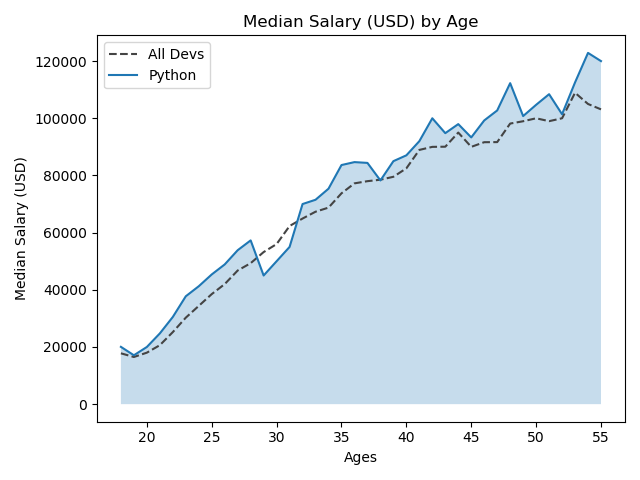 Median Salary (USD) by Age
All Devs
Python
Median Salary (USD)
120000
100000
80000
60000
40000
20000
0
20 25 30 35 40 45 50 55
Ages